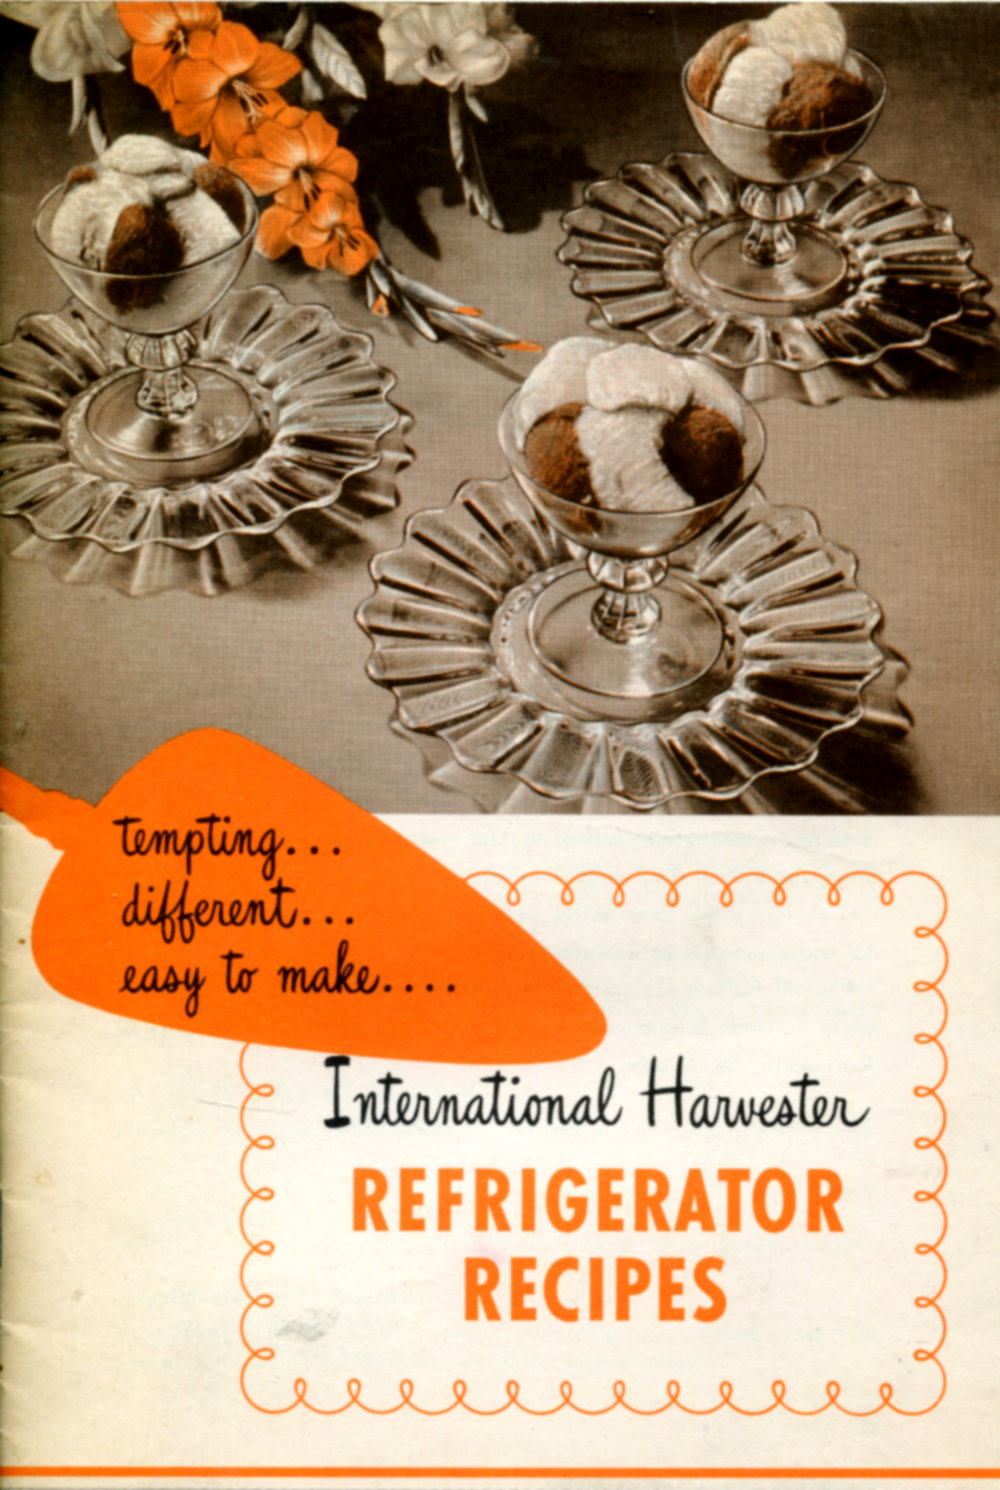 tempting...
different...
easy to make....
International Harvester
REFRIGERATOR
RECIPES